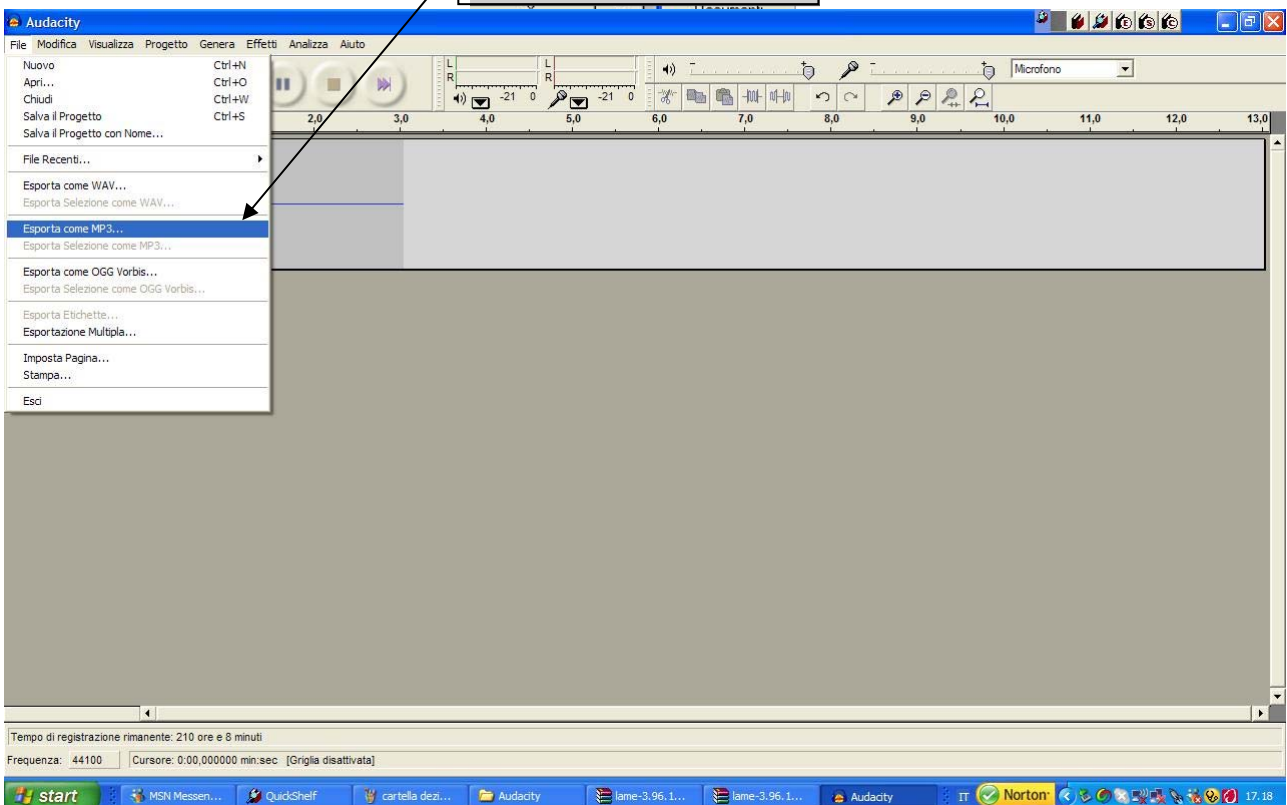 Audacity
File Modifica Visualizza Progetto Genera Effetti Analizza Aiuto
Nuovo Ctrl+N
Apri... Ctrl+O
Chiudi Ctrl+W
Salva il Progetto Ctrl+S
Salva il Progetto con Nome...
File Recenti...
Esporta come WAV...
Esporta Selezione come WAV...
Esporta come MP3...
Esporta Selezione come MP3...
Esporta come OGG Vorbis...
Esporta Selezione come OGG Vorbis...
Esporta Etichette...
Esportazione Multipla...
Imposta Pagina...
Stampa...
Esci
L L
R R
-21 0 -21 0
Microfono
2,0 3,0 4,0 5,0 6,0 7,0 8,0 9,0 10,0 11,0 12,0 13,0
Tempo di registrazione rimanente: 210 ore e 8 minuti
Frequenza: 44100 Cursore: 0:00,000000 min:sec [Griglia disattivata]
start MSN Messen... QuickShelf cartella dezi... Audacity lame-3.96.1... lame-3.96.1... Audacity IT Norton 17.18